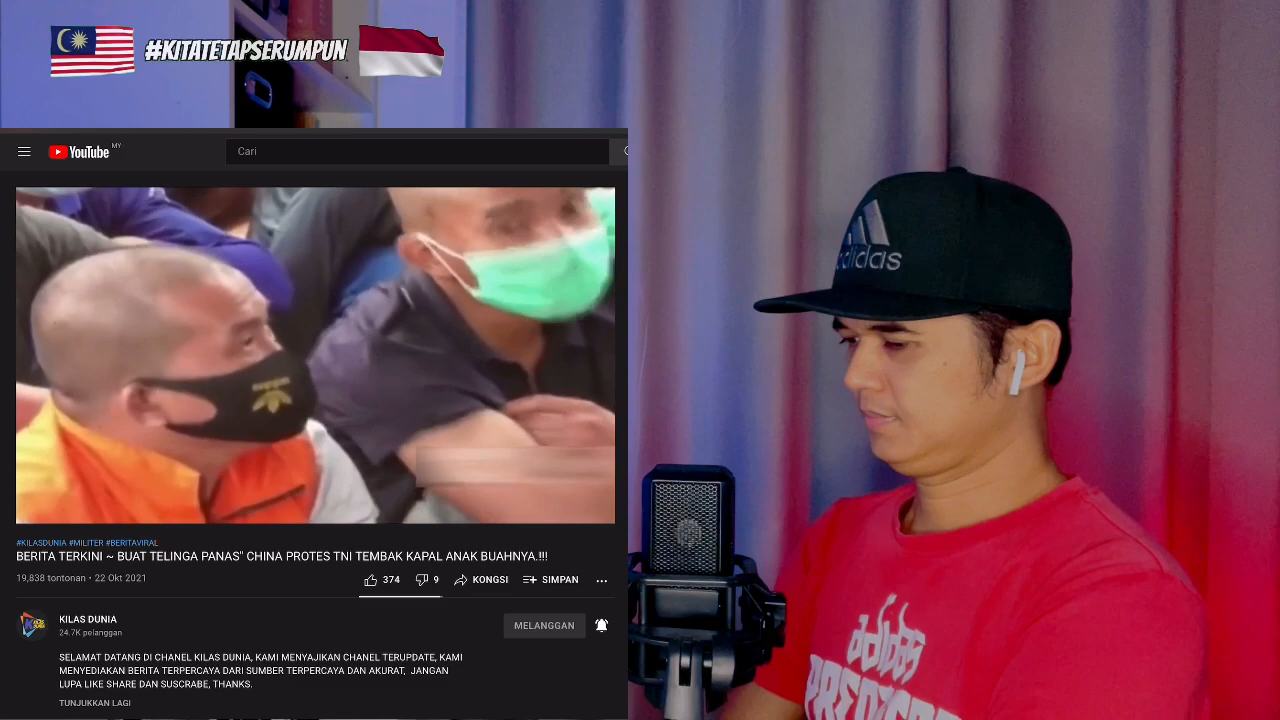 #KITATETAPSERUMPUN
YouTube MY
Cari
#KILASDUNIA #MILITER #BERITAVIRAL
BERITA TERKINI ~ BUAT TELINGA PANAS" CHINA PROTES TNI TEMBAK KAPAL ANAK BUAHNYA.!!!
19,838 tontonan • 22 Okt 2021
374
9
KONGSI
SIMPAN
KILAS DUNIA
24.7K pelanggan
MELANGGAN
SELAMAT DATANG DI CHANEL KILAS DUNIA, KAMI MENYAJIKAN CHANEL TERUPDATE, KAMI
MENYEDIAKAN BERITA TERPERCAYA DARI SUMBER TERPERCAYA DAN AKURAT, JANGAN
LUPA LIKE SHARE DAN SUSCRABE, THANKS.
TUNJUKKAN LAGI
adidas
adidas